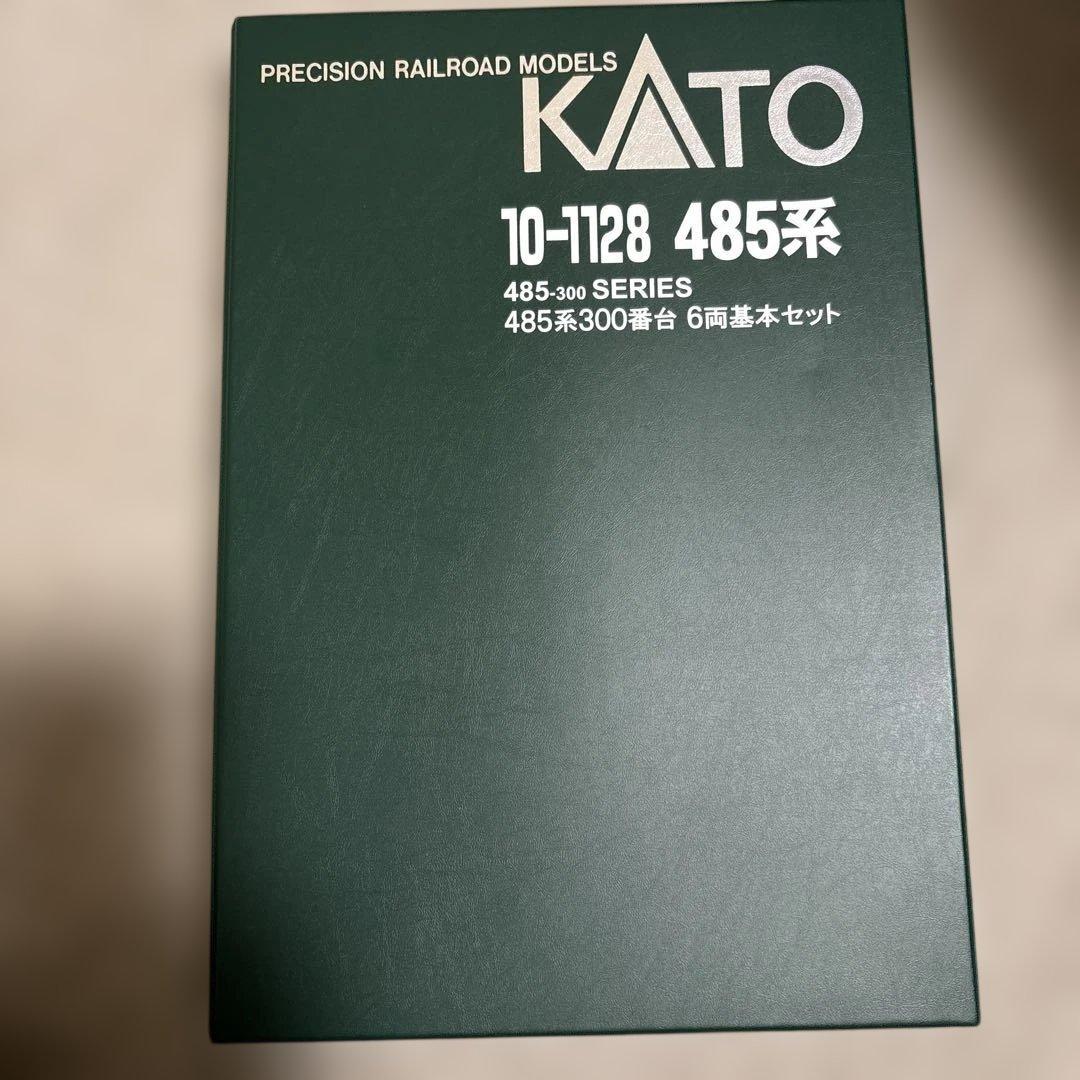 PRECISION RAILROAD MODELS
KATO
10-1128 485系
485-300 SERIES
485系300番台 6両基本セット